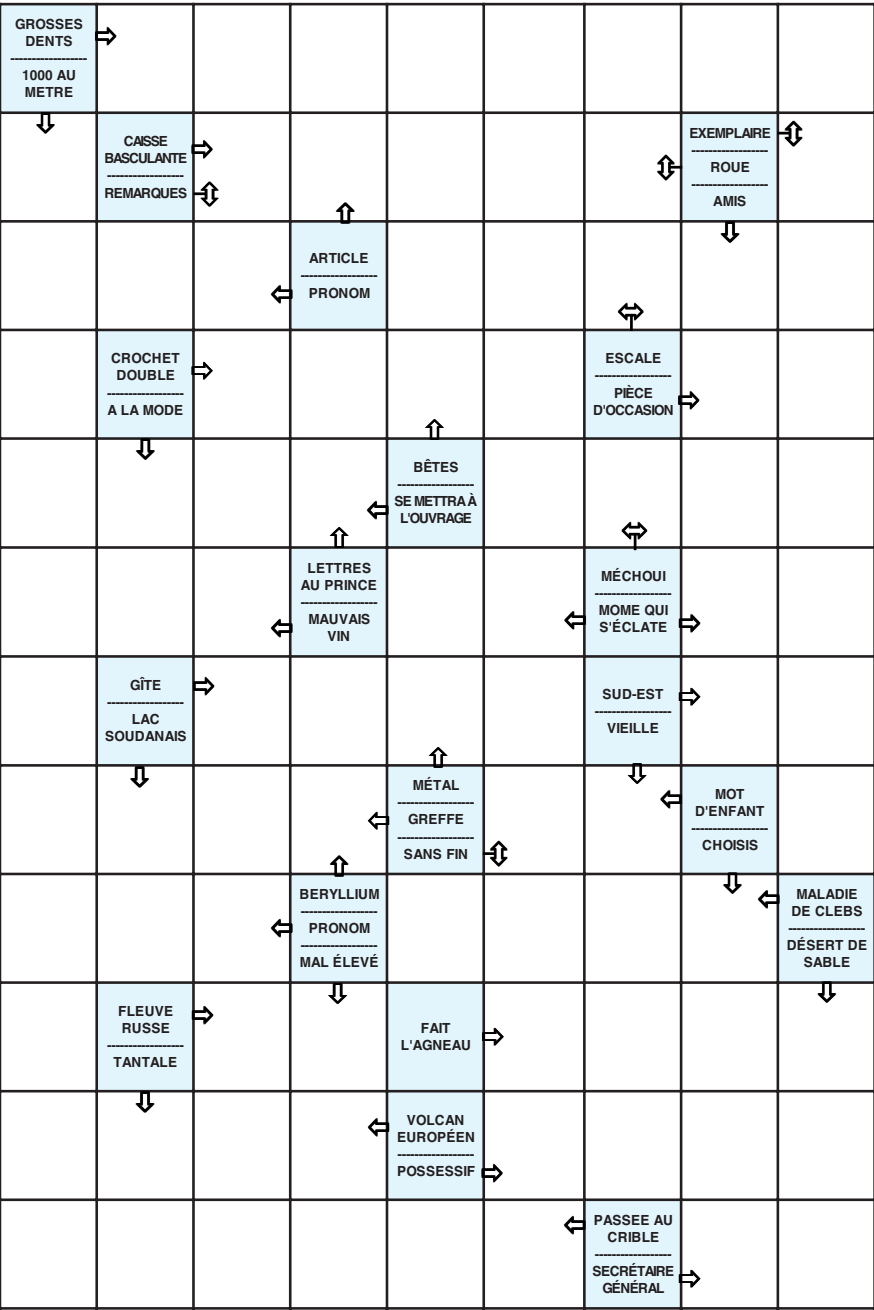 GROSSES
DENTS
1000 AU
METRE
CAISSE
BASCULANTE
REMARQUES
EXEMPLAIRE
ROUE
AMIS
ARTICLE
PRONOM
CROCHET
DOUBLE
A LA MODE
ESCALE
PIÈCE
D'OCCASION
BÊTES
SE METTRA À
L'OUVRAGE
LETTRES
AU PRINCE
MAUVAIS
VIN
MÉCHOUI
MOME QUI
S'ÉCLATE
GÎTE
LAC
SOUDANAIS
SUD-EST
VIEILLE
MÉTAL
GREFFE
SANS FIN
MOT
D'ENFANT
CHOISIS
BERYLLIUM
PRONOM
MAL ÉLEVÉ
MALADIE
DE CLEBS
DÉSERT DE
SABLE
FLEUVE
RUSSE
TANTALE
FAIT
L'AGNEAU
VOLCAN
EUROPÉEN
POSSESSIF
PASSEE AU
CRIBLE
SECRÉTAIRE
GÉNÉRAL